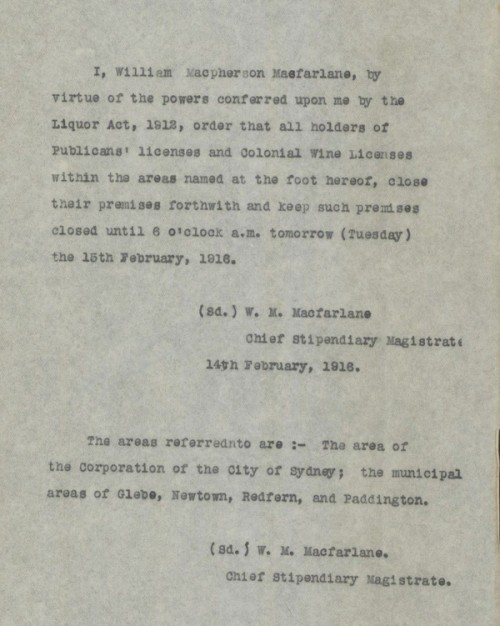 I, William Macpherson Macfarlane, by
virtue of the powers conferred upon me by the
Liquor Act, 1912, order that all holders of
Publicans' licenses and Colonial Wine Licenses
within the areas named at the foot hereof, close
their premises forthwith and keep such premises
closed until 6 o'clock a.m. tomorrow (Tuesday)
the 15th February, 1916.
(Sd.) W. M. Macfarlane
Chief Stipendiary Magistrate
14th February, 1916.
The areas referrednto are :- The area of
the Corporation of the City of Sydney; the municipal
areas of Glebe, Newtown, Redfern, and Paddington.
(Sd.) W. M. Macfarlane.
Chief Stipendiary Magistrate.